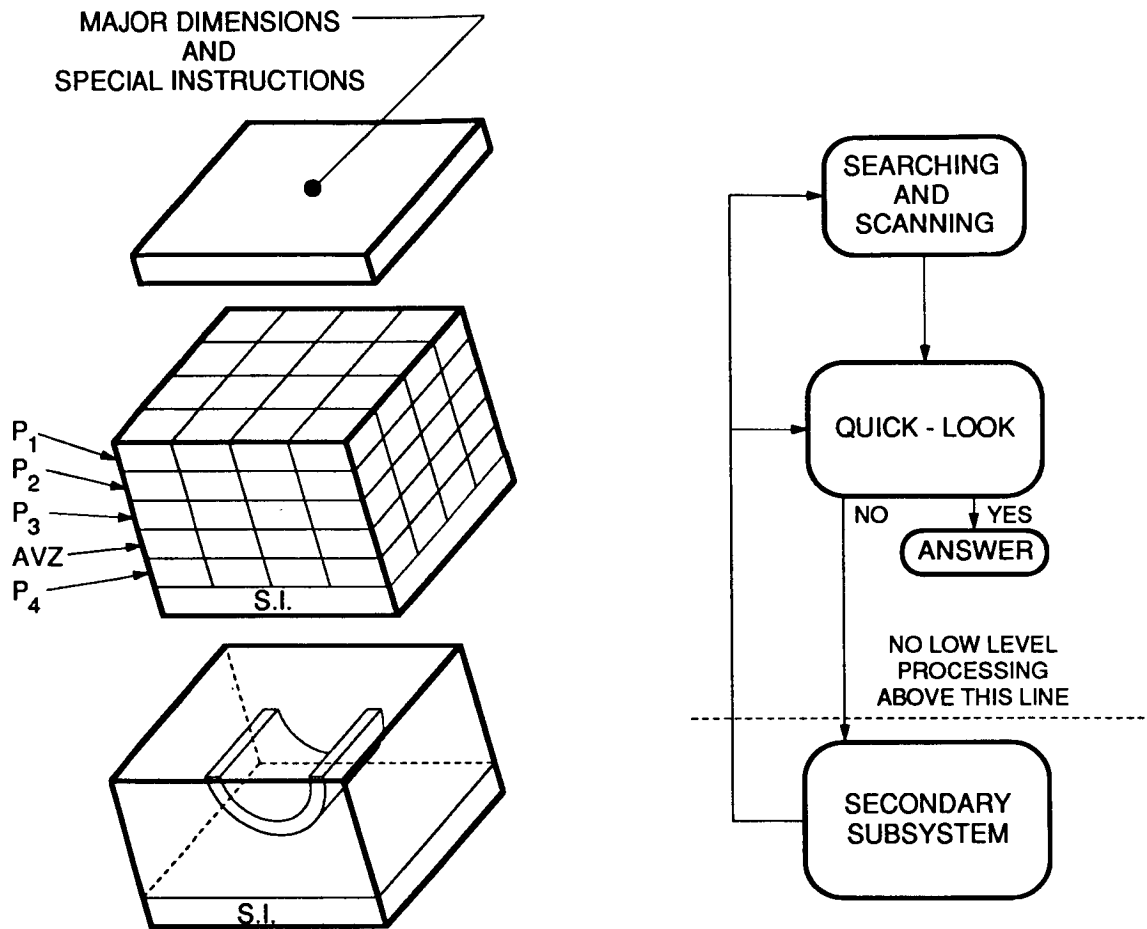 MAJOR DIMENSIONS
AND
SPECIAL INSTRUCTIONS
P1
P2
P3
AVZ
P4
S.I.
S.I.
SEARCHING
AND
SCANNING
QUICK - LOOK
NO
YES
ANSWER
NO LOW LEVEL
PROCESSING
ABOVE THIS LINE
SECONDARY
SUBSYSTEM